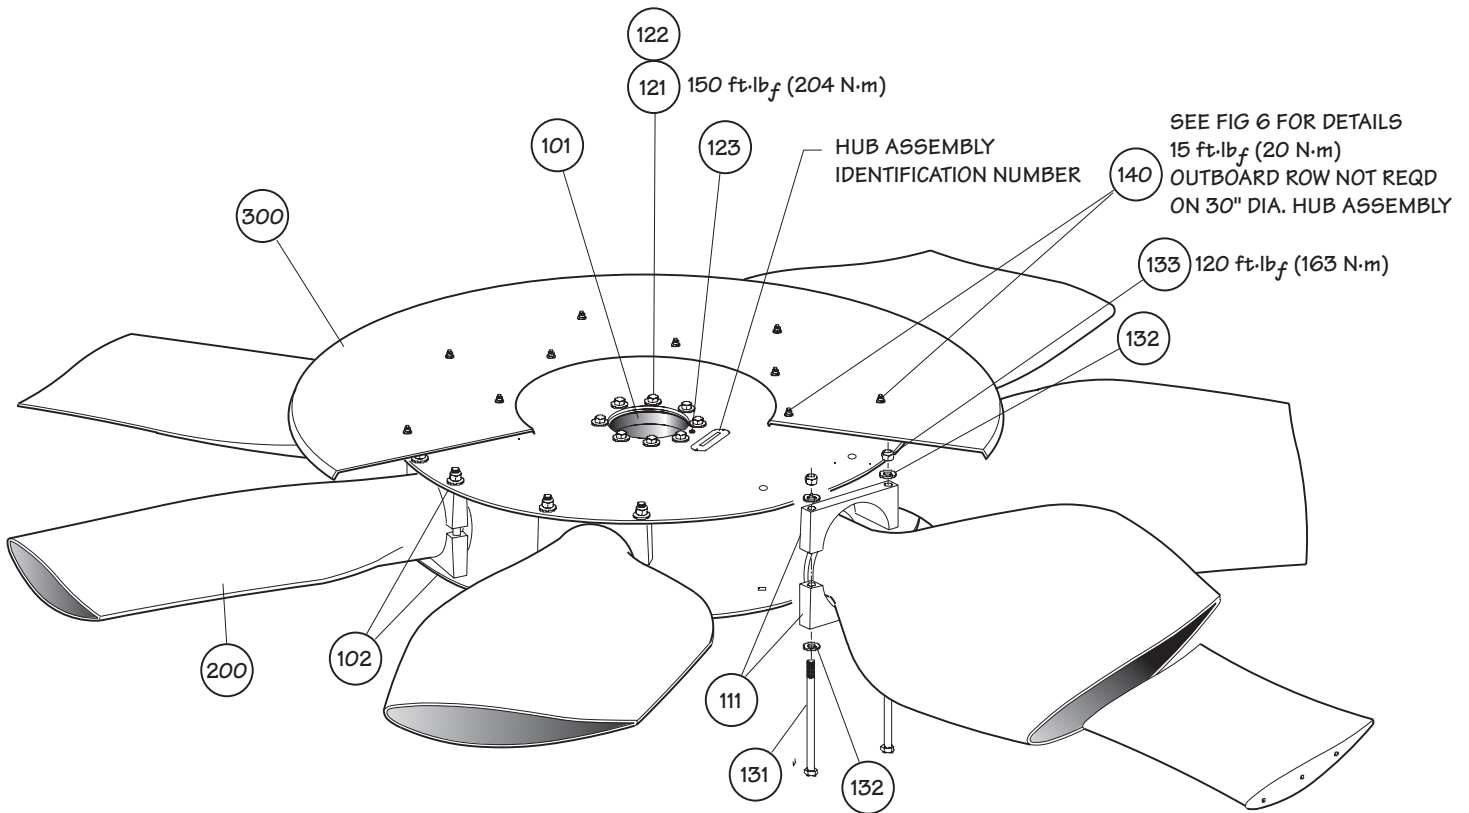 122
121 150 ft·lbf (204 N·m)
101
123
HUB ASSEMBLY
IDENTIFICATION NUMBER
SEE FIG 6 FOR DETAILS
140
15 ft·lbf (20 N·m)
OUTBOARD ROW NOT REQD
ON 30" DIA. HUB ASSEMBLY
300
133 120 ft·lbf (163 N·m)
132
200
102
111
131
132